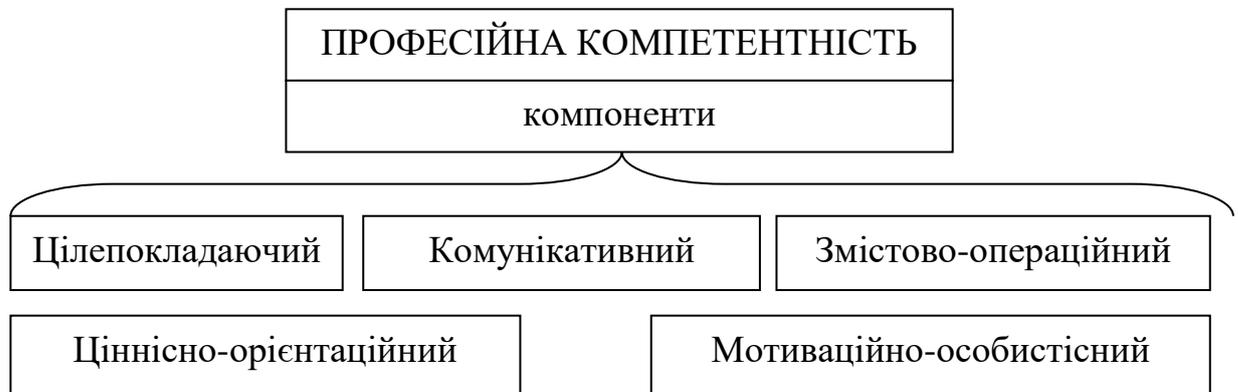 ПРОФЕСІЙНА КОМПЕТЕНТНІСТЬ
компоненти
Цілепокладаючий
Комунікативний
Змістово-операційний
Ціннісно-орієнтаційний
Мотиваційно-особистісний